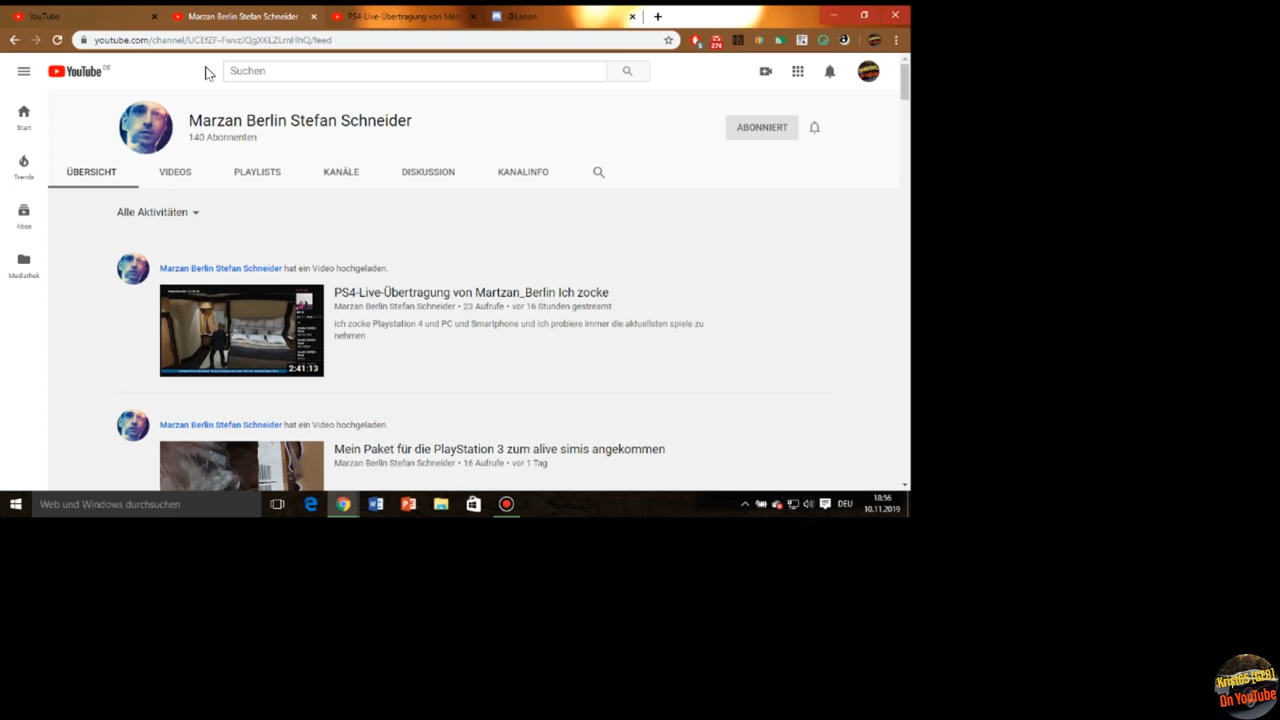 YouTube
Marzan Berlin Stefan Schneider
PS4-Live-Übertragung von Mart
@Leoon
youtube.com/channel/UCEfZF-FwvzJQgXKLZLrnHhQ/feed
274
YouTube DE
Suchen
Start
Trends
Abos
Mediathek
Marzan Berlin Stefan Schneider
140 Abonnenten
ABONNIERT
ÜBERSICHT VIDEOS PLAYLISTS KANÄLE DISKUSSION KANALINFO
Alle Aktivitäten
Marzan Berlin Stefan Schneider hat ein Video hochgeladen.
PS4-Live-Übertragung von Martzan_Berlin Ich zocke
Marzan Berlin Stefan Schneider • 23 Aufrufe • vor 16 Stunden gestreamt
ich zocke Playstation 4 und PC und Smartphone und ich probiere immer die aktuellsten spiele zu
nehmen
2:41:13
Marzan Berlin Stefan Schneider hat ein Video hochgeladen.
Mein Paket für die PlayStation 3 zum alive simis angekommen
Marzan Berlin Stefan Schneider • 16 Aufrufe • vor 1 Tag
Web und Windows durchsuchen
DEU
18:56
10.11.2019
On YouTube